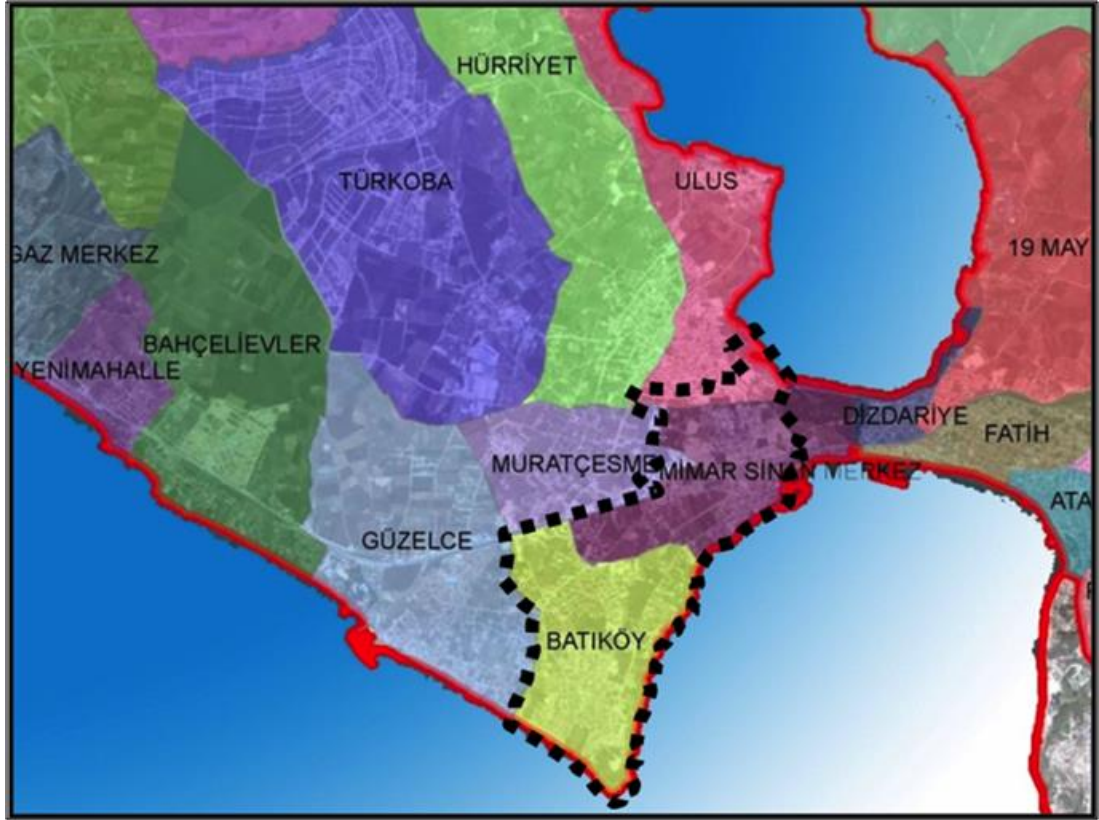 HÜRRİYET
TÜRKOBA
ULUS
GAZ MERKEZ
19 MAY
BAHÇELİEVLER
YENİMAHALLE
DİZDARİYE
FATİH
MURATÇESME
MİMAR SİNAN MERKEZ
ATA
GÜZELCE
BATIKÖY